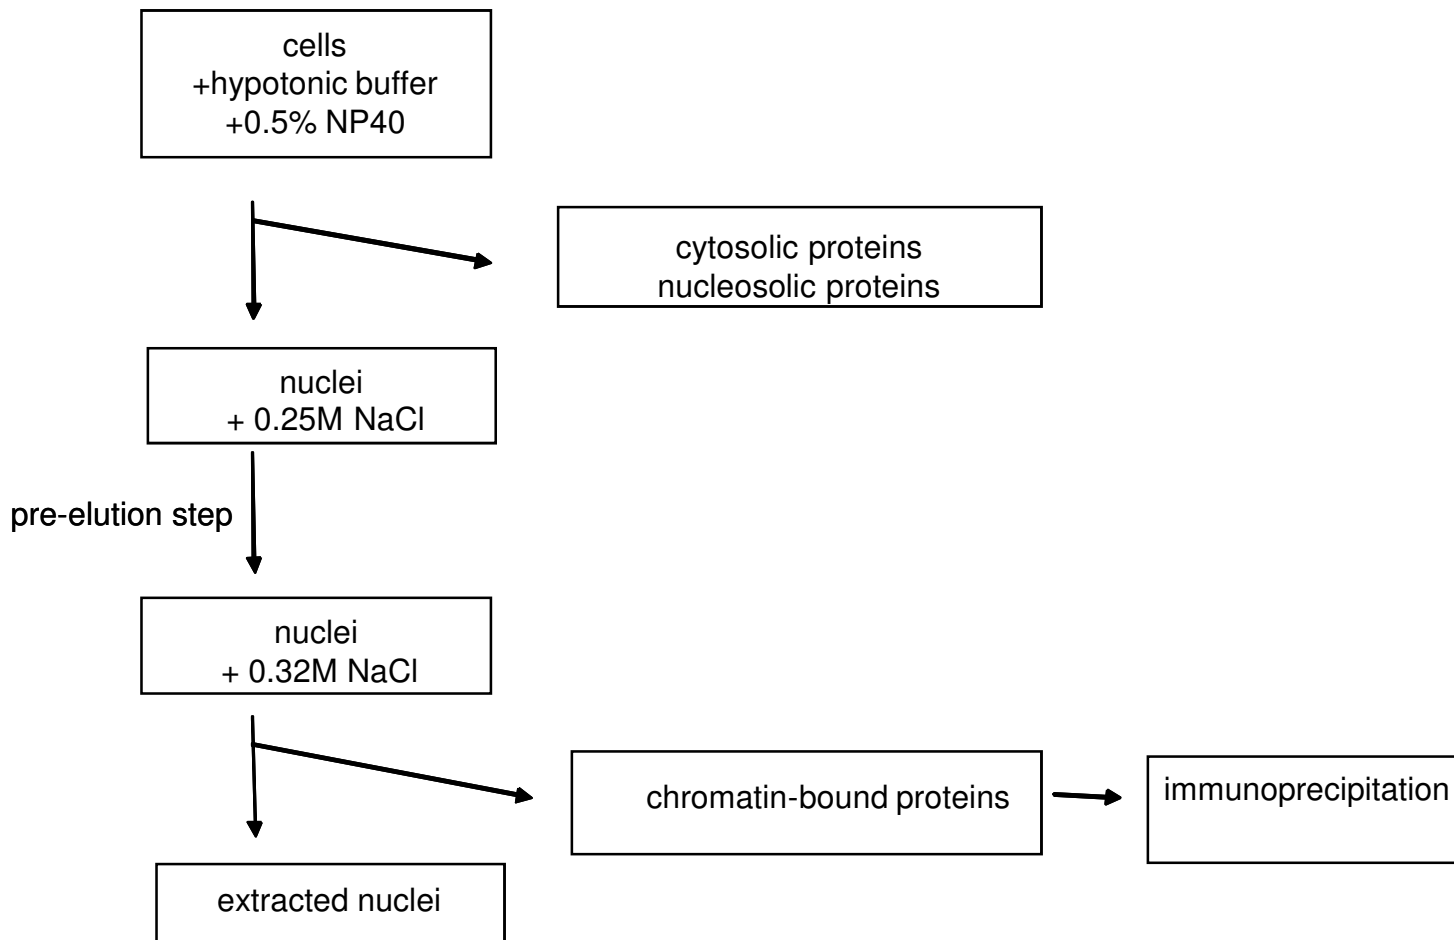 cells
+hypotonic buffer
+0.5% NP40
cytosolic proteins
nucleosolic proteins
nuclei
+ 0.25M NaCl
pre-elution step
nuclei
+ 0.32M NaCl
chromatin-bound proteins
immunoprecipitation
extracted nuclei